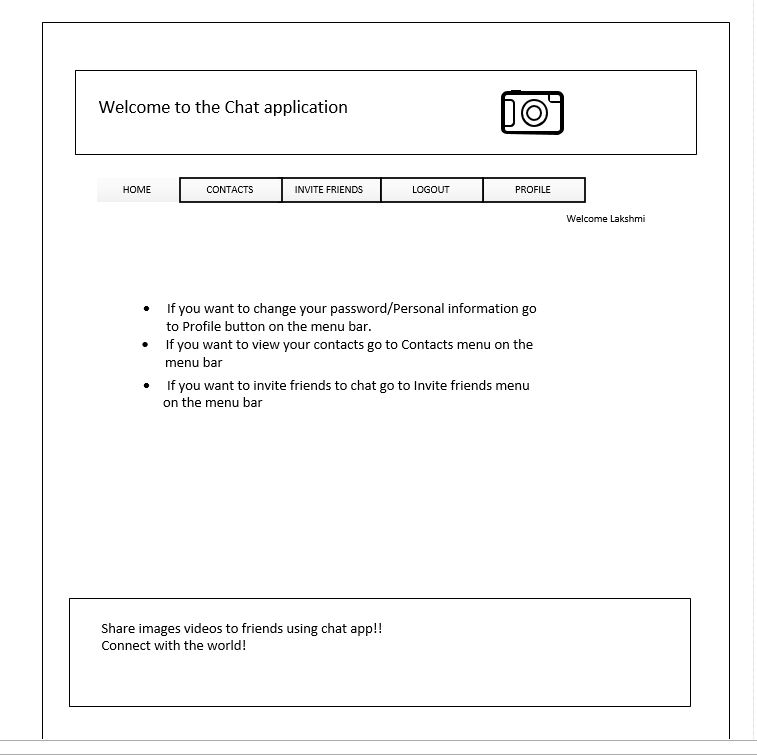 Welcome to the Chat application
HOME CONTACTS INVITE FRIENDS LOGOUT PROFILE
Welcome Lakshmi
• If you want to change your password/Personal information go
to Profile button on the menu bar.
• If you want to view your contacts go to Contacts menu on the
menu bar
• If you want to invite friends to chat go to Invite friends menu
on the menu bar
Share images videos to friends using chat app!!
Connect with the world!